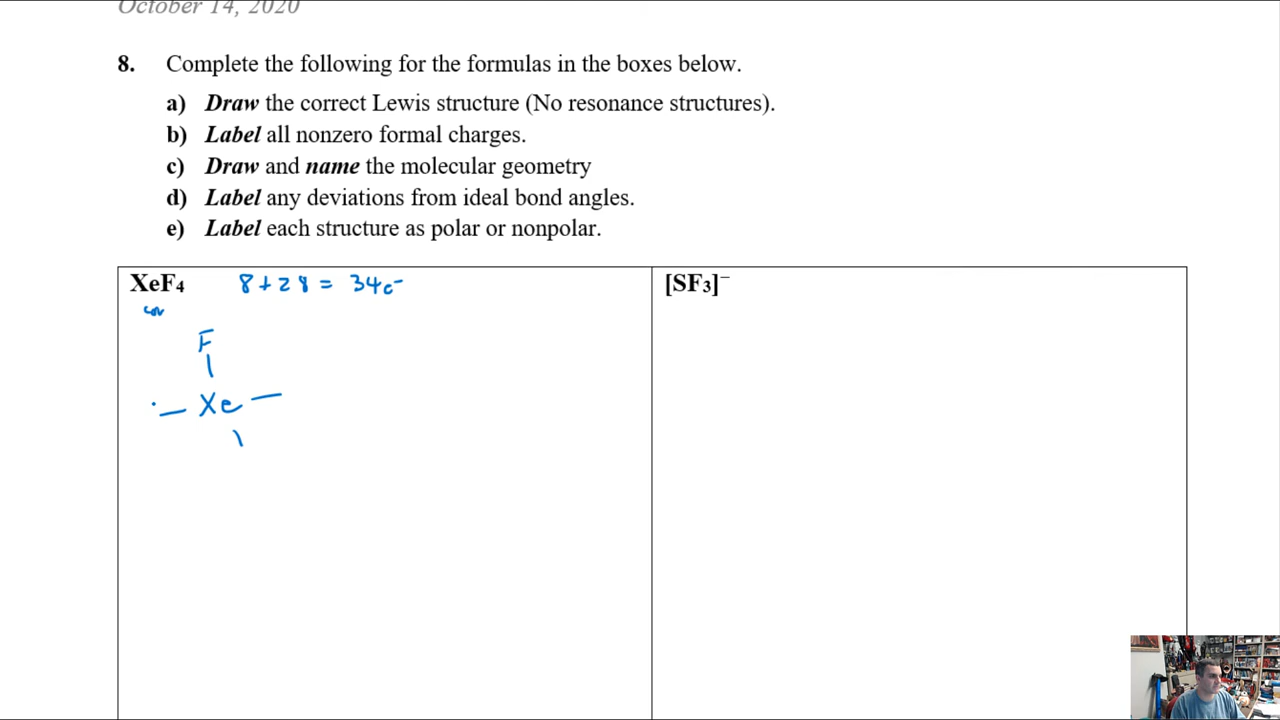 October 14, 2020
8. Complete the following for the formulas in the boxes below.
a) Draw the correct Lewis structure (No resonance structures).
b) Label all nonzero formal charges.
c) Draw and name the molecular geometry
d) Label any deviations from ideal bond angles.
e) Label each structure as polar or nonpolar.
XeF₄ 8+28 = 34e⁻
F
Xe
[SF₃]⁻